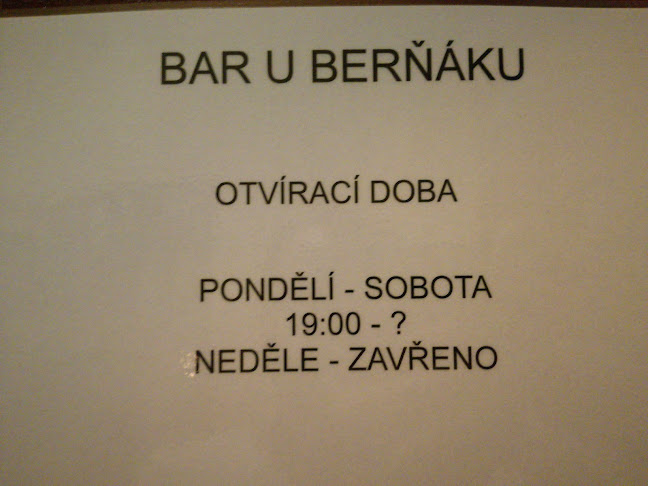 BAR U BERŇÁKU
OTVÍRACÍ DOBA
PONDĚLÍ - SOBOTA
19:00 - ?
NEDĚLE - ZAVŘENO